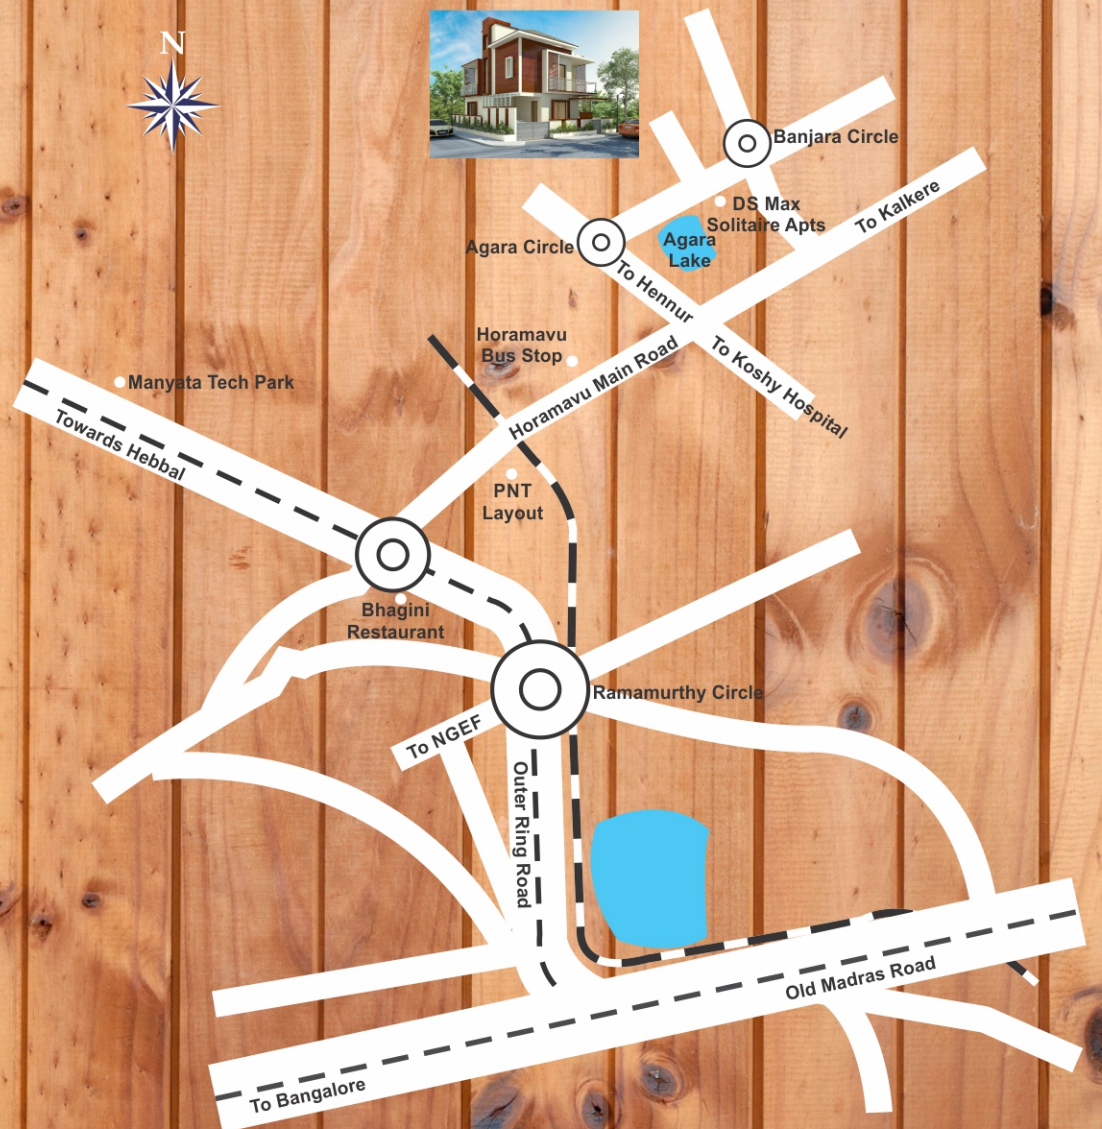 N
Banjara Circle
DS Max
Solitaire Apts
To Kalkere
Agara Circle
Agara
Lake
To Hennur
Horamavu
Bus Stop
Horamavu Main Road
To Koshy Hospital
Manyata Tech Park
Towards Hebbal
PNT
Layout
Bhagini
Restaurant
Ramamurthy Circle
To NGEF
Outer Ring Road
Old Madras Road
To Bangalore